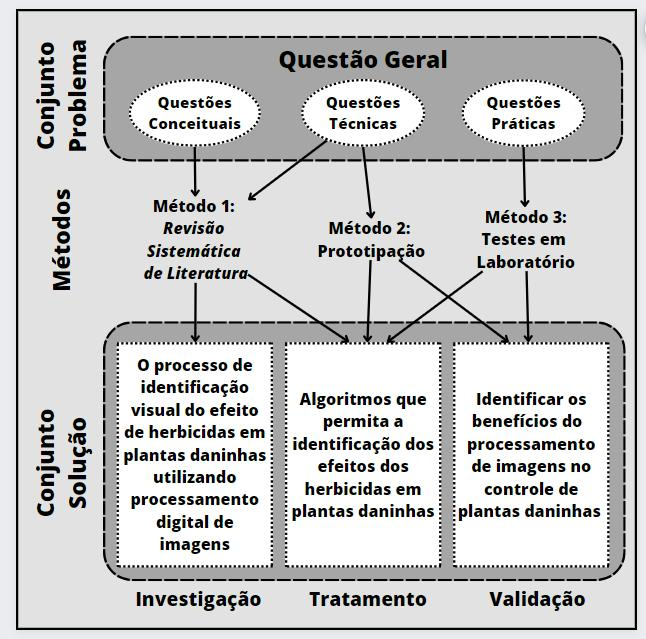 Conjunto
Problema
Questão Geral
Questões
Conceituais
Questões
Técnicas
Questões
Práticas
Métodos
Método 1:
Revisão
Sistemática
de Literatura
Método 2:
Prototipação
Método 3:
Testes em
Laboratório
Conjunto
Solução
O processo de
identificação
visual do efeito
de herbicidas em
plantas daninhas
utilizando
processamento
digital de
imagens
Algoritmos que
permita a
identificação dos
efeitos dos
herbicidas em
plantas daninhas
Identificar os
benefícios do
processamento
de imagens no
controle de
plantas daninhas
Investigação
Tratamento
Validação